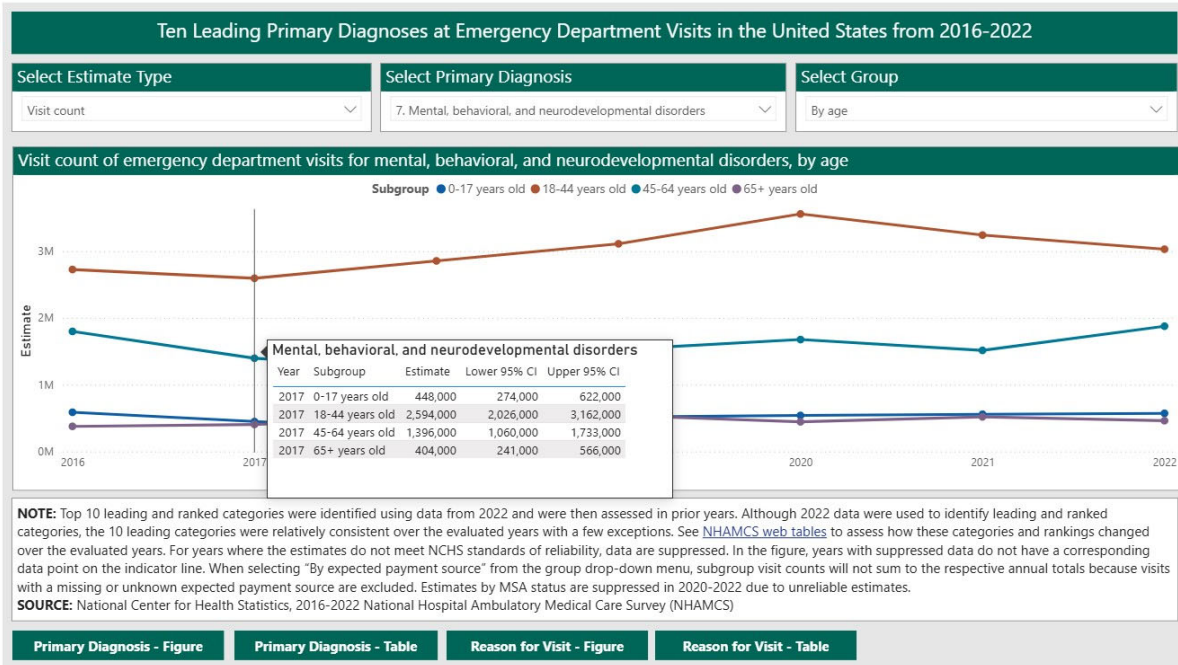 Ten Leading Primary Diagnoses at Emergency Department Visits in the United States from 2016-2022
Select Estimate Type
Select Primary Diagnosis
Select Group
Visit count
7. Mental, behavioral, and neurodevelopmental disorders
By age
Visit count of emergency department visits for mental, behavioral, and neurodevelopmental disorders, by age
Subgroup 0-17 years old 18-44 years old 45-64 years old 65+ years old
3M
2M
1M
0M
Estimate
2016 2017 2020 2021 2022
Mental, behavioral, and neurodevelopmental disorders
Year Subgroup Estimate Lower 95% CI Upper 95% CI
2017 0-17 years old 448,000 274,000 622,000
2017 18-44 years old 2,594,000 2,026,000 3,162,000
2017 45-64 years old 1,396,000 1,060,000 1,733,000
2017 65+ years old 404,000 241,000 566,000
NOTE: Top 10 leading and ranked categories were identified using data from 2022 and were then assessed in prior years. Although 2022 data were used to identify leading and ranked
categories, the 10 leading categories were relatively consistent over the evaluated years with a few exceptions. See NHAMCS web tables to assess how these categories and rankings changed
over the evaluated years. For years where the estimates do not meet NCHS standards of reliability, data are suppressed. In the figure, years with suppressed data do not have a corresponding
data point on the indicator line. When selecting “By expected payment source” from the group drop-down menu, subgroup visit counts will not sum to the respective annual totals because visits
with a missing or unknown expected payment source are excluded. Estimates by MSA status are suppressed in 2020-2022 due to unreliable estimates.
SOURCE: National Center for Health Statistics, 2016-2022 National Hospital Ambulatory Medical Care Survey (NHAMCS)
Primary Diagnosis - Figure
Primary Diagnosis - Table
Reason for Visit - Figure
Reason for Visit - Table